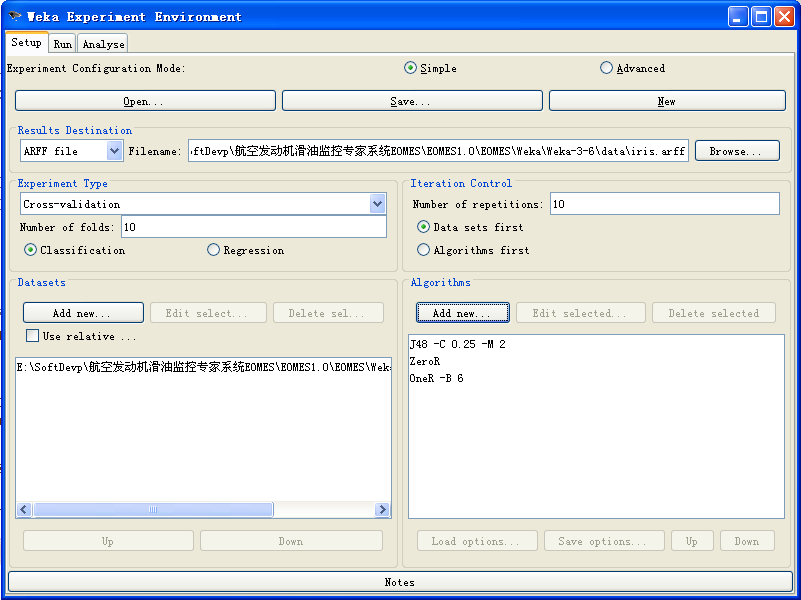 Weka Experiment Environment
Setup Run Analyse
Experiment Configuration Mode: Simple Advanced
Open... Save... New
Results Destination
ARFF file Filename: oftDevp\航空发动机滑油监控专家系统EOMES\EOMES1.0\EOMES\Weka\Weka-3-6\data\iris.arff Browse...
Experiment Type
Cross-validation
Number of folds: 10
Classification Regression
Iteration Control
Number of repetitions: 10
Data sets first
Algorithms first
Datasets
Add new... Edit select... Delete sel...
Use relative ...
E:\SoftDevp\航空发动机滑油监控专家系统EOMES\EOMES1.0\EOMES\Weka
Up Down
Algorithms
Add new... Edit selected... Delete selected
J48 -C 0.25 -M 2
ZeroR
OneR -B 6
Load options... Save options... Up Down
Notes